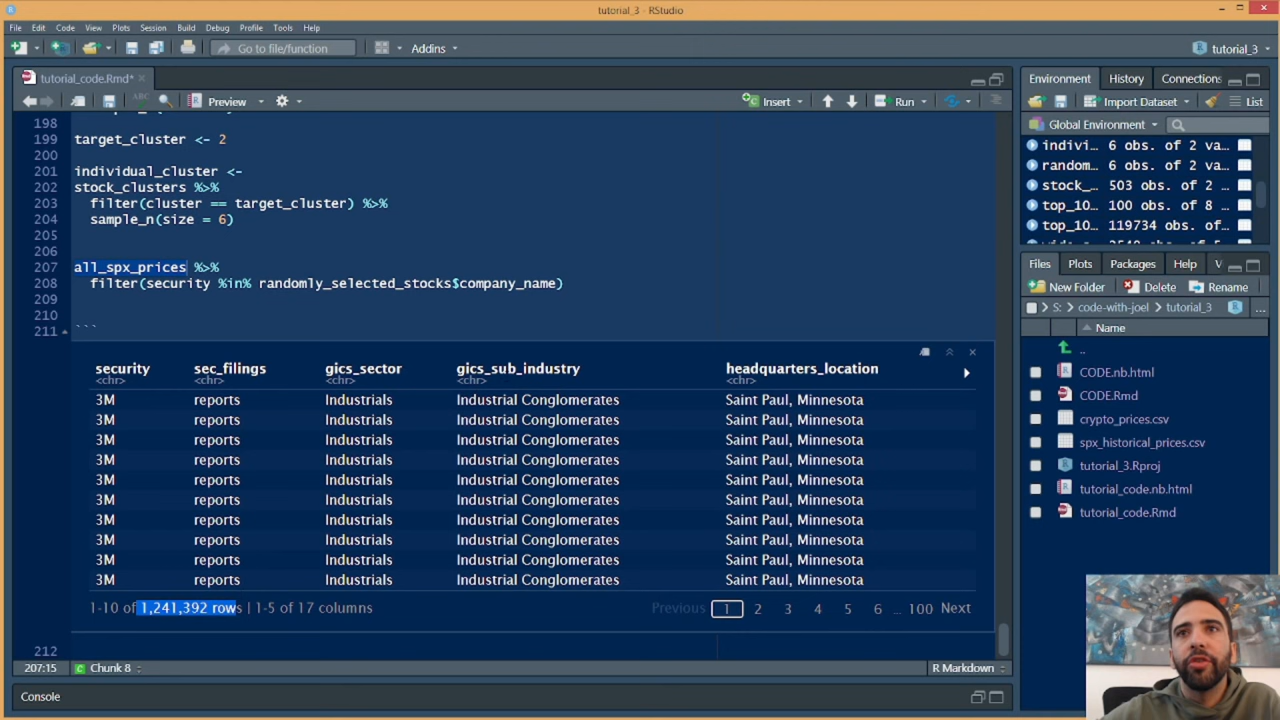 tutorial_3 - RStudio
File Edit Code View Plots Session Build Debug Profile Tools Help
Go to file/function Addins tutorial_3
tutorial_code.Rmd*
Preview Insert Run
198
199 target_cluster <- 2
200
201 individual_cluster <-
202 stock_clusters %>%
203 filter(cluster == target_cluster) %>%
204 sample_n(size = 6)
205
206
207 all_spx_prices %>%
208 filter(security %in% randomly_selected_stocks$company_name)
209
210
211 ```
security sec_filings gics_sector gics_sub_industry headquarters_location
<chr> <chr> <chr> <chr> <chr>
3M reports Industrials Industrial Conglomerates Saint Paul, Minnesota
3M reports Industrials Industrial Conglomerates Saint Paul, Minnesota
3M reports Industrials Industrial Conglomerates Saint Paul, Minnesota
3M reports Industrials Industrial Conglomerates Saint Paul, Minnesota
3M reports Industrials Industrial Conglomerates Saint Paul, Minnesota
3M reports Industrials Industrial Conglomerates Saint Paul, Minnesota
3M reports Industrials Industrial Conglomerates Saint Paul, Minnesota
3M reports Industrials Industrial Conglomerates Saint Paul, Minnesota
3M reports Industrials Industrial Conglomerates Saint Paul, Minnesota
3M reports Industrials Industrial Conglomerates Saint Paul, Minnesota
1-10 of 1,241,392 rows | 1-5 of 17 columns Previous 1 2 3 4 5 6 ... 100 Next
212
207:15 Chunk 8 R Markdown
Console
Environment History Connections
Import Dataset List
Global Environment
indivi... 6 obs. of 2 va...
random... 6 obs. of 2 va...
stock_... 503 obs. of 2 ...
top_10... 100 obs. of 8 ...
top_10... 119734 obs. of...
Files Plots Packages Help V
New Folder Delete Rename
S: code-with-joel tutorial_3 ...
Name
..
CODE.nb.html
CODE.Rmd
crypto_prices.csv
spx_historical_prices.csv
tutorial_3.Rproj
tutorial_code.nb.html
tutorial_code.Rmd